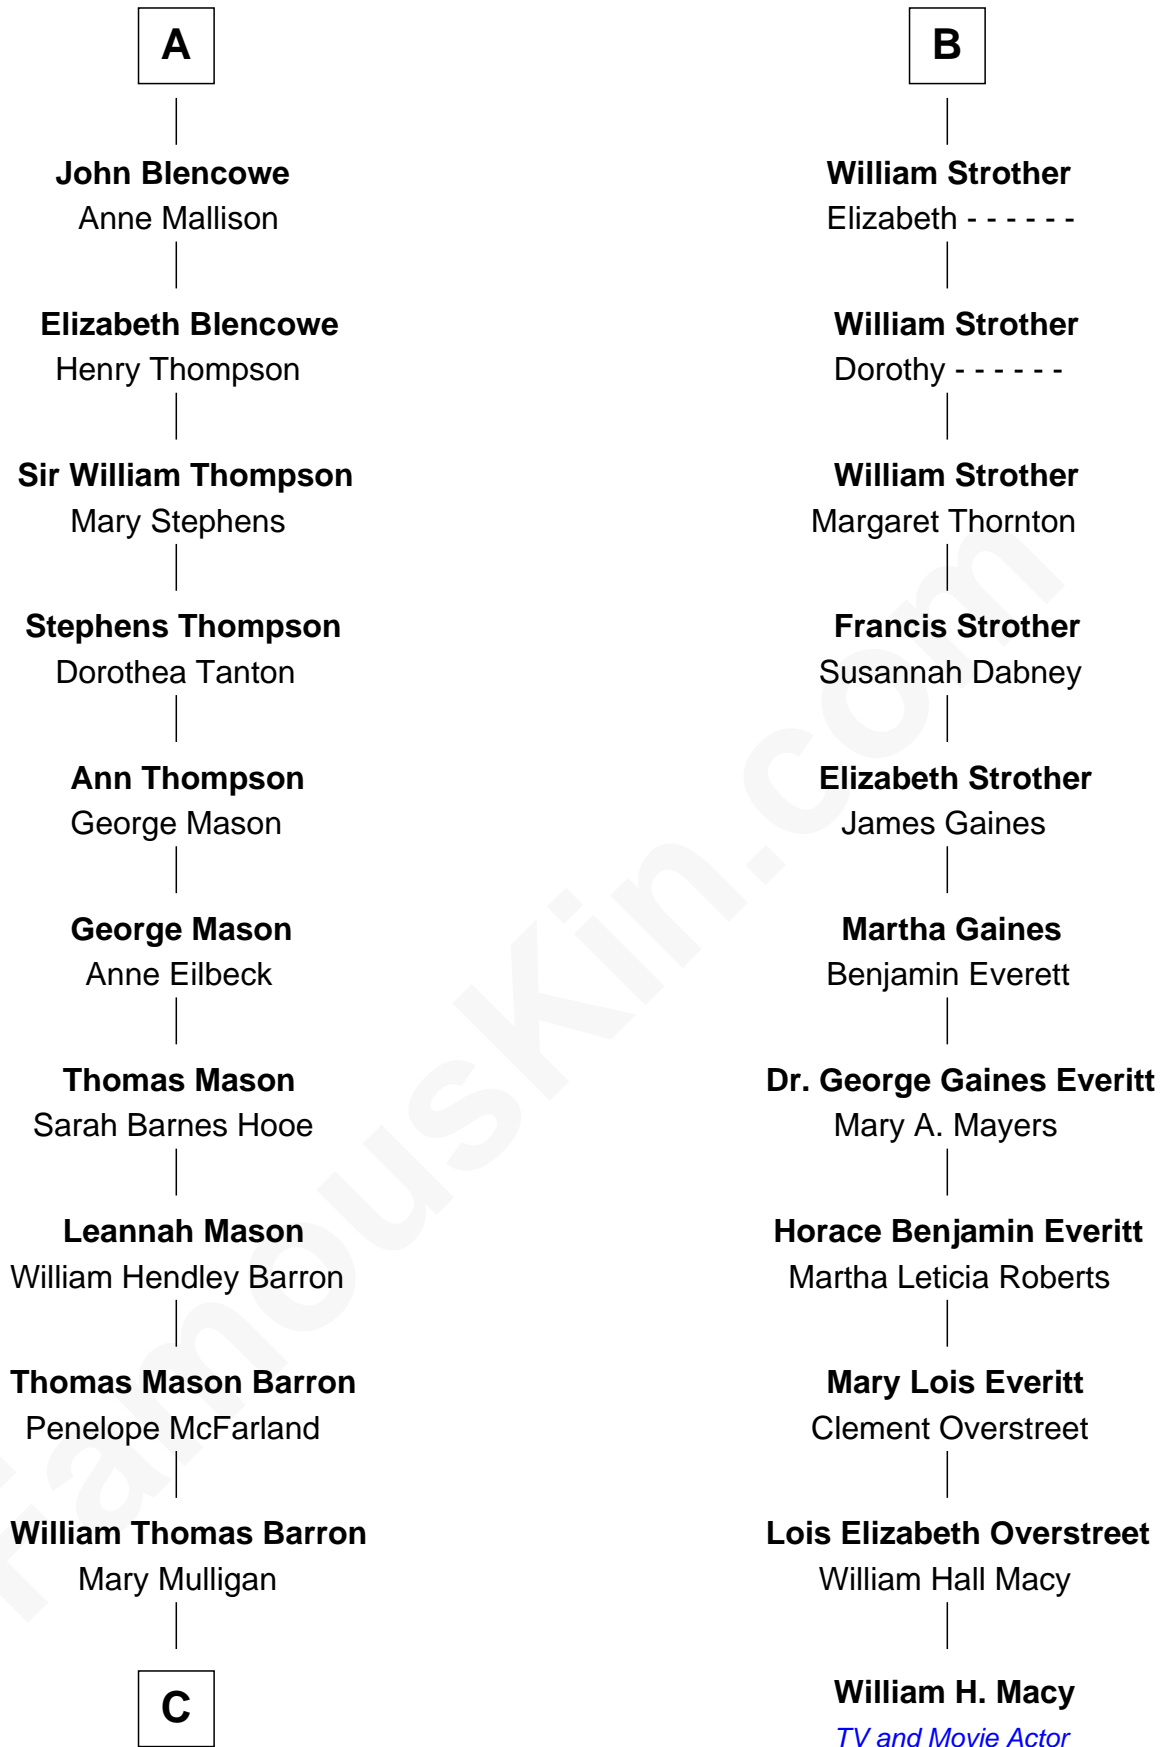 A
John Blencowe
Anne Mallison
Elizabeth Blencowe
Henry Thompson
Sir William Thompson
Mary Stephens
Stephens Thompson
Dorothea Tanton
Ann Thompson
George Mason
George Mason
Anne Eilbeck
Thomas Mason
Sarah Barnes Hooe
Leannah Mason
William Hendley Barron
Thomas Mason Barron
Penelope McFarland
William Thomas Barron
Mary Mulligan
C
B
William Strother
Elizabeth - - - - - -
William Strother
Dorothy - - - - - -
William Strother
Margaret Thornton
Francis Strother
Susannah Dabney
Elizabeth Strother
James Gaines
Martha Gaines
Benjamin Everett
Dr. George Gaines Everitt
Mary A. Mayers
Horace Benjamin Everitt
Martha Leticia Roberts
Mary Lois Everitt
Clement Overstreet
Lois Elizabeth Overstreet
William Hall Macy
William H. Macy
TV and Movie Actor
FamousKin.com